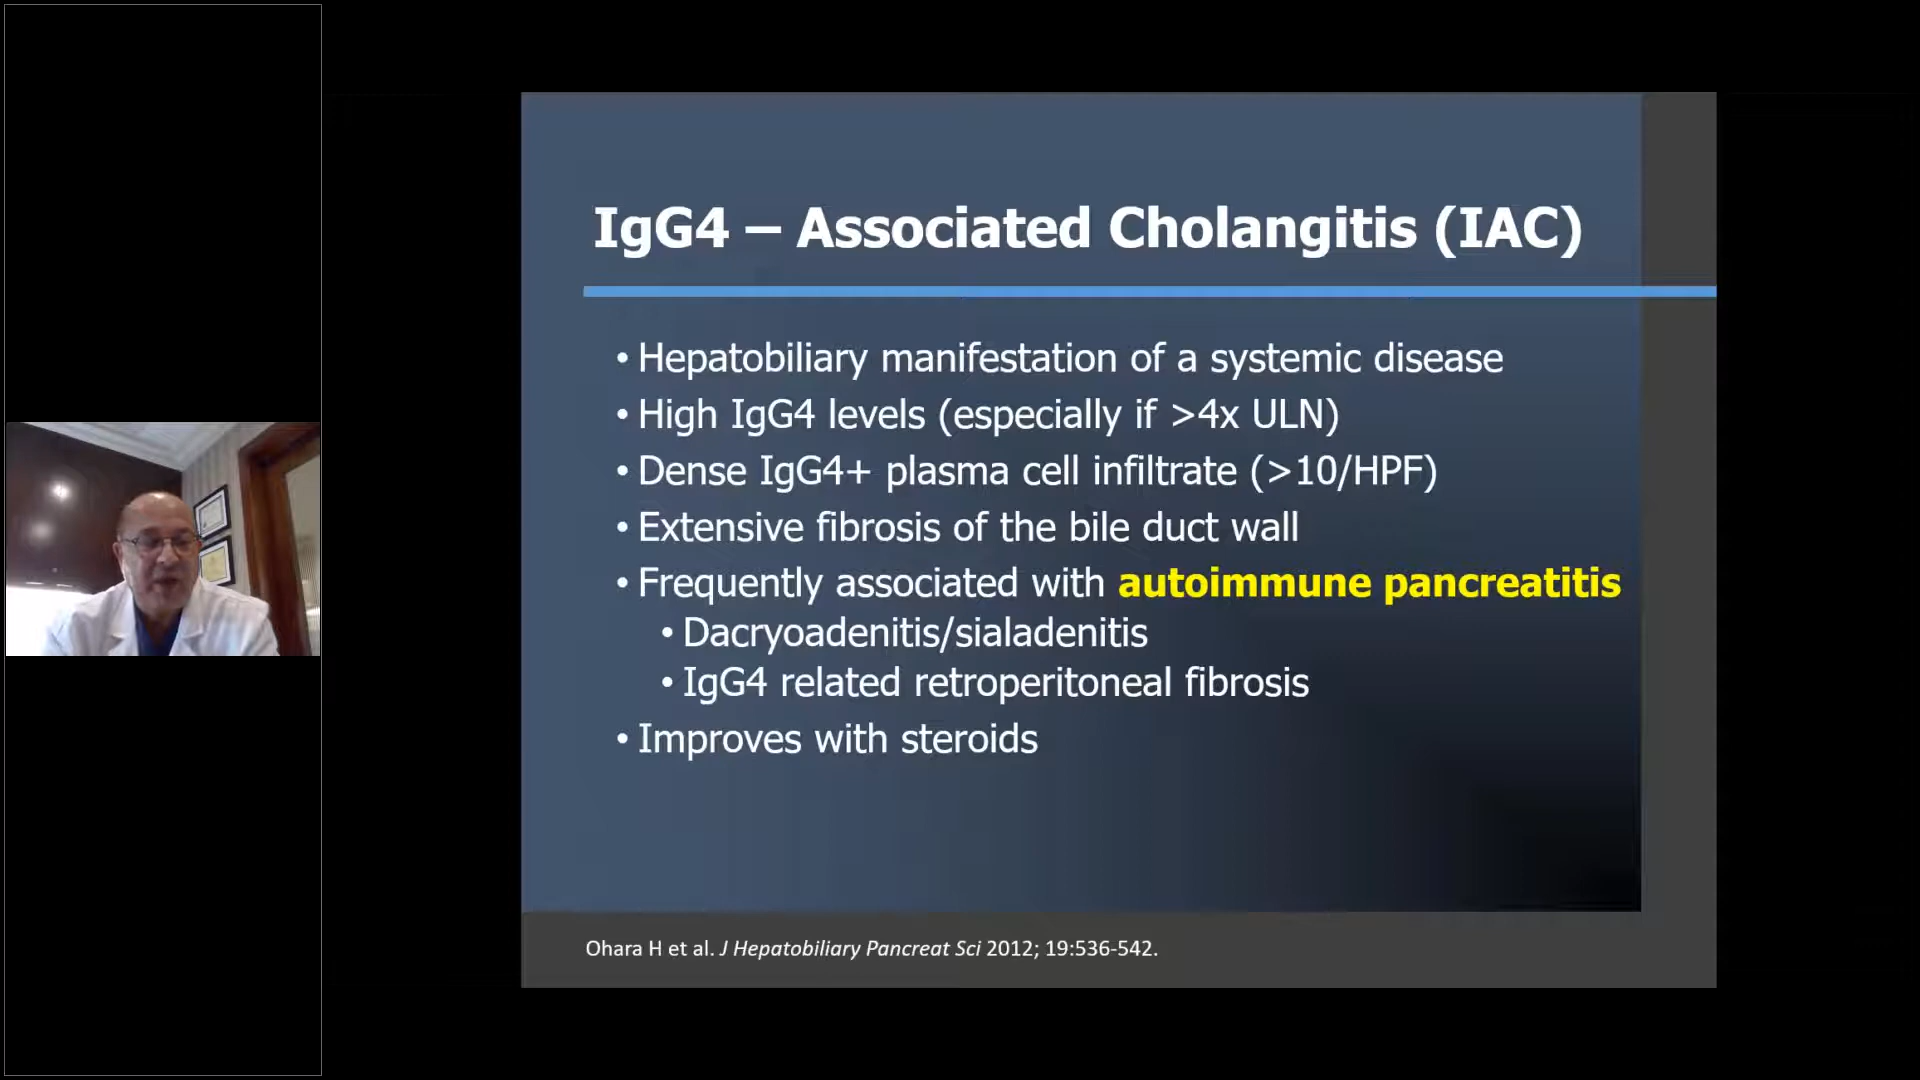 IgG4 – Associated Cholangitis (IAC)
• Hepatobiliary manifestation of a systemic disease
• High IgG4 levels (especially if >4x ULN)
• Dense IgG4+ plasma cell infiltrate (>10/HPF)
• Extensive fibrosis of the bile duct wall
• Frequently associated with autoimmune pancreatitis
• Dacryoadenitis/sialadenitis
• IgG4 related retroperitoneal fibrosis
• Improves with steroids
Ohara H et al. J Hepatobiliary Pancreat Sci 2012; 19:536-542.